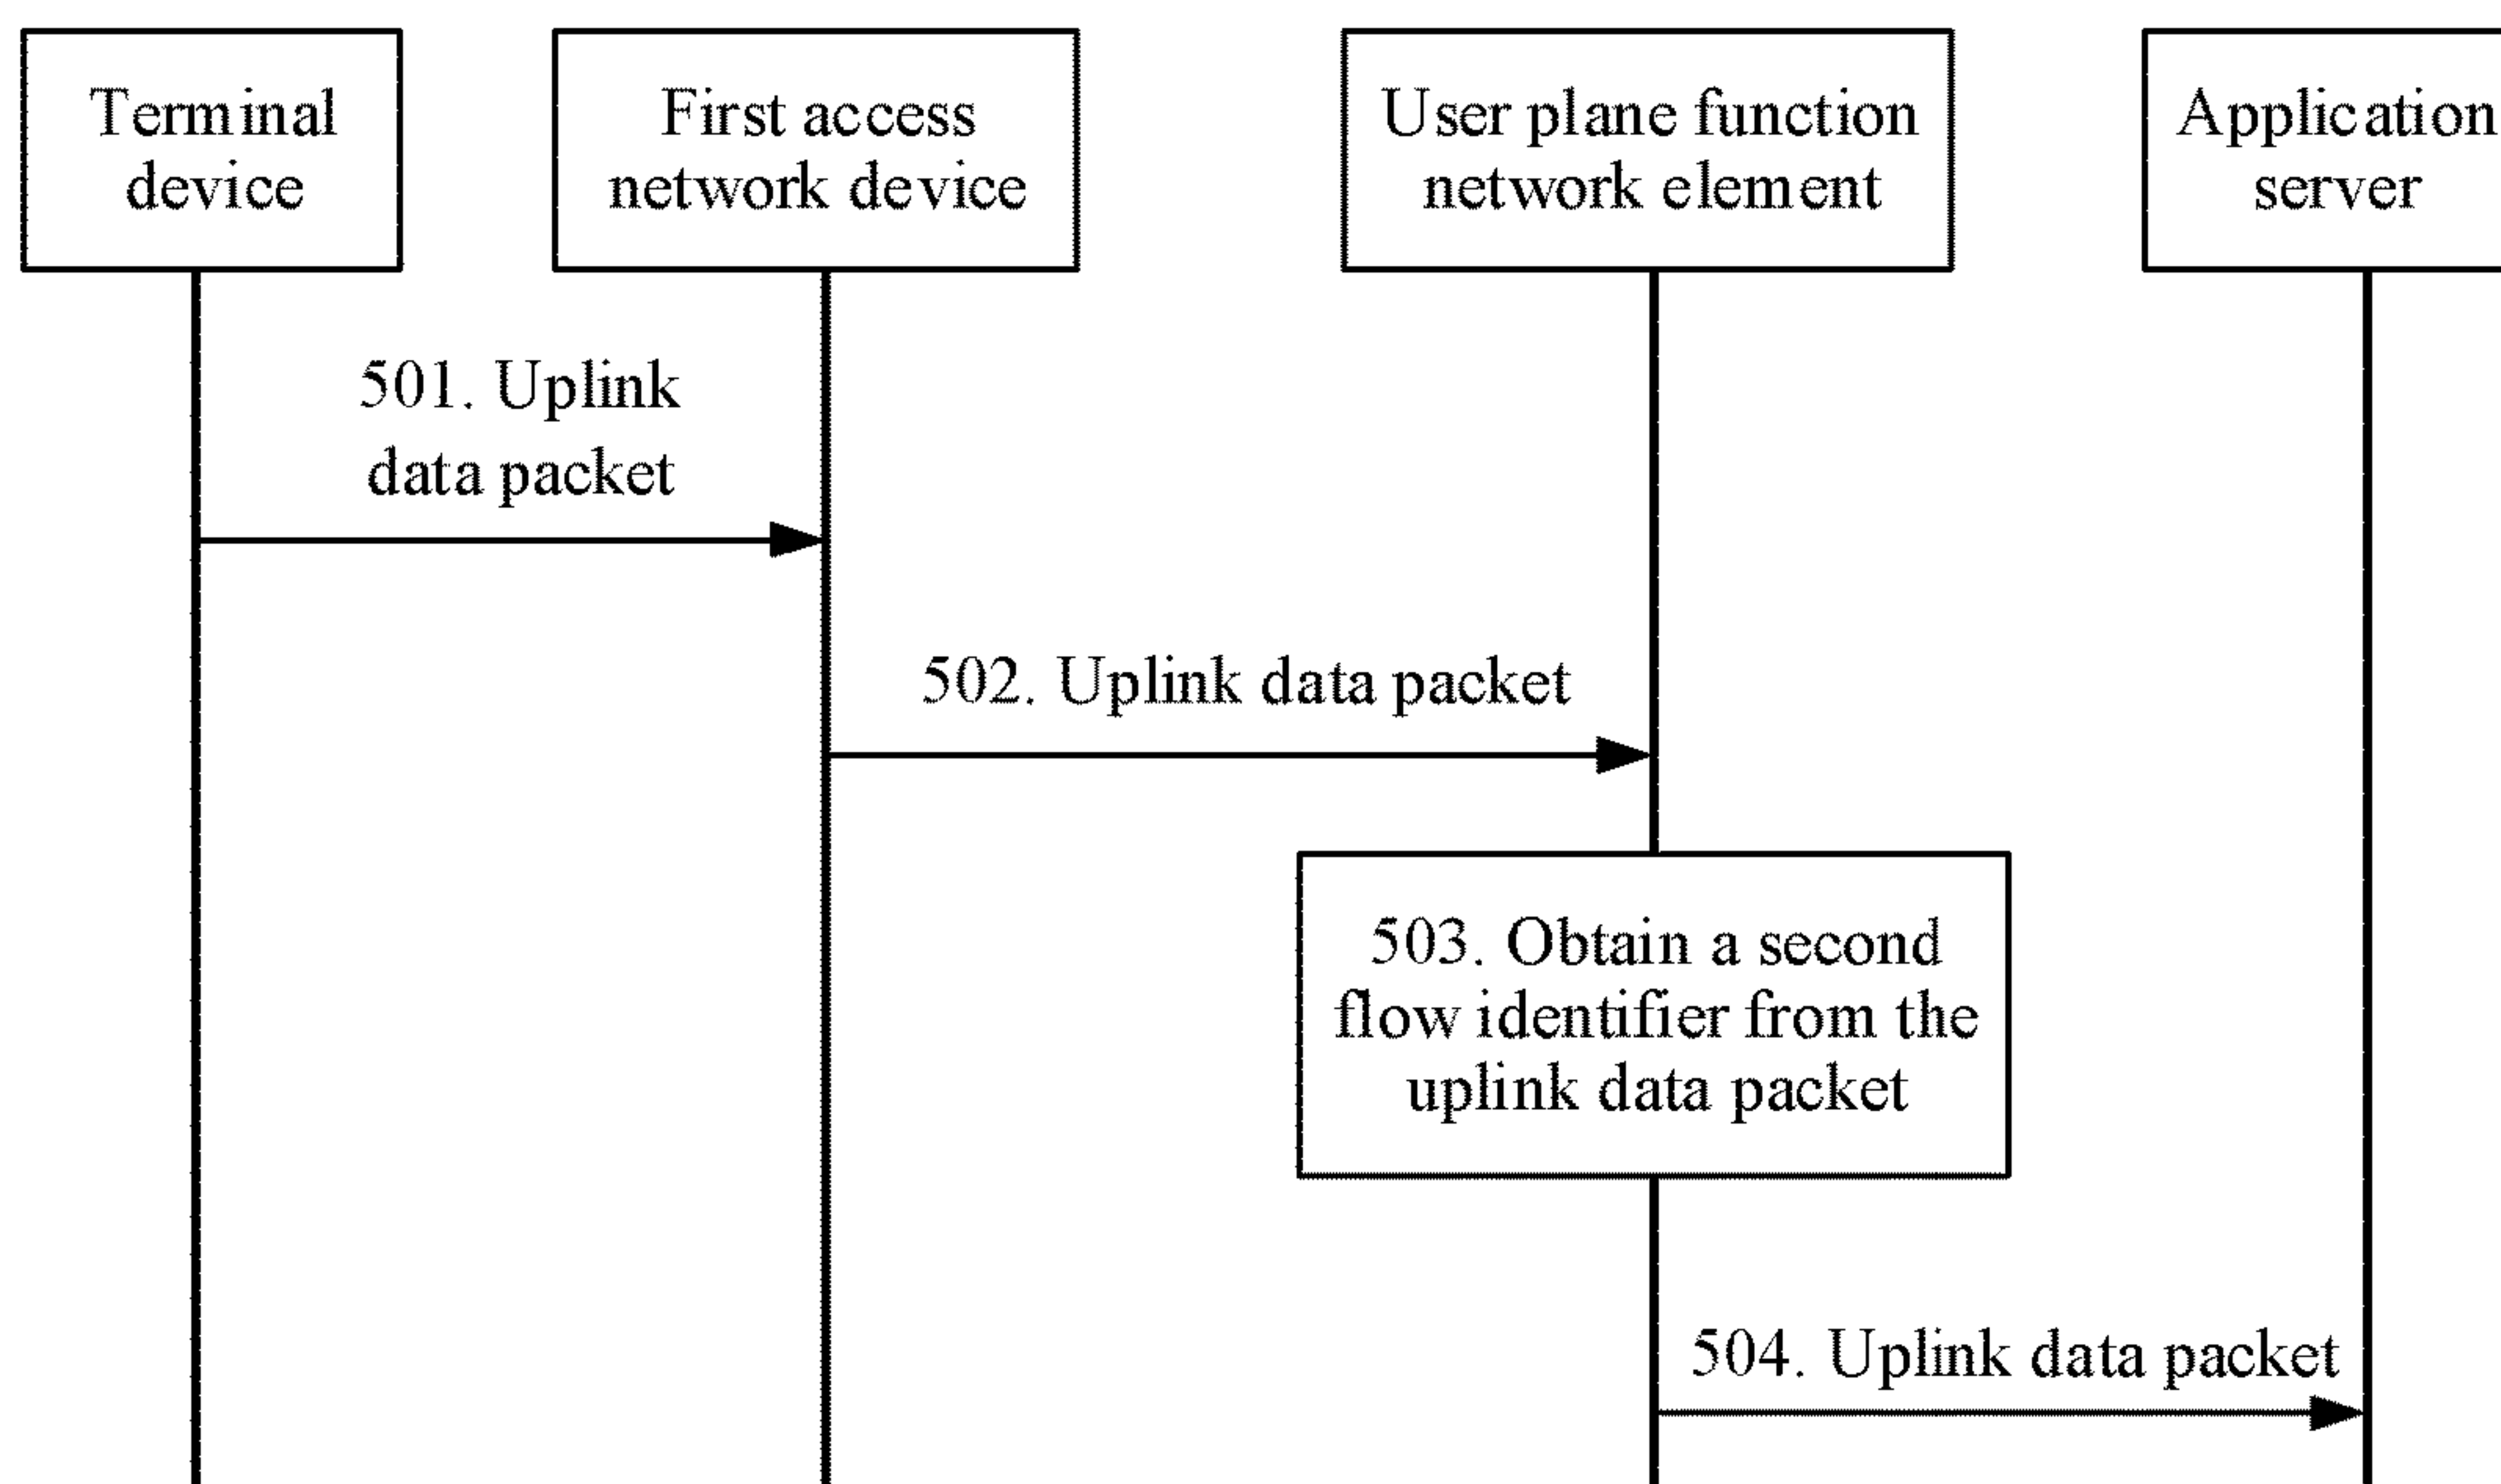 Terminal
device
First access
network device
User plane function
network element
Application
server
501. Uplink
data packet
502. Uplink data packet
503. Obtain a second
flow identifier from the
uplink data packet
504. Uplink data packet